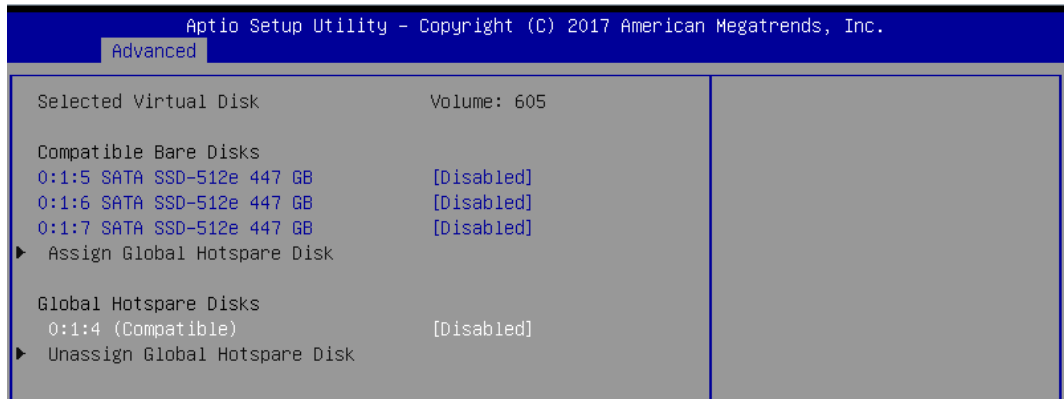 Aptio Setup Utility – Copyright (C) 2017 American Megatrends, Inc.
Advanced
Selected Virtual Disk Volume: 605
Compatible Bare Disks
0:1:5 SATA SSD-512e 447 GB [Disabled]
0:1:6 SATA SSD-512e 447 GB [Disabled]
0:1:7 SATA SSD-512e 447 GB [Disabled]
Assign Global Hotspare Disk
Global Hotspare Disks
0:1:4 (Compatible) [Disabled]
Unassign Global Hotspare Disk